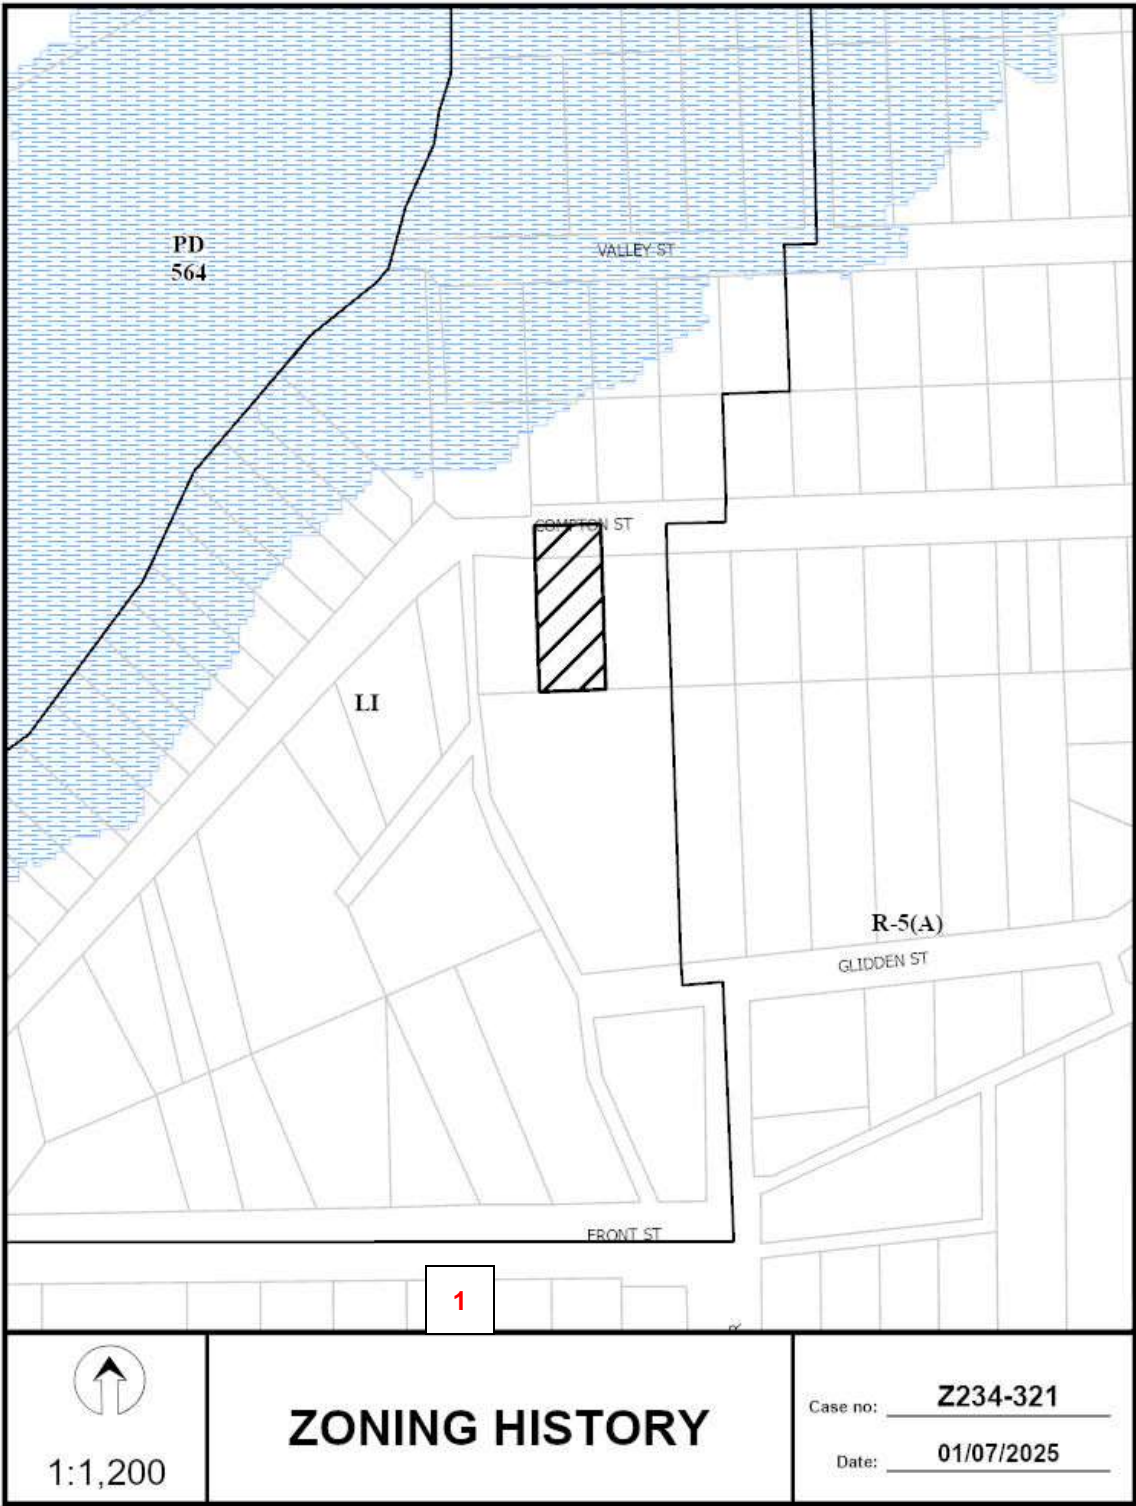 PD
564
VALLEY ST
COMPTON ST
LI
R-5(A)
GLIDDEN ST
FRONT ST
1
1:1,200
ZONING HISTORY
Case no: Z234-321
Date: 01/07/2025